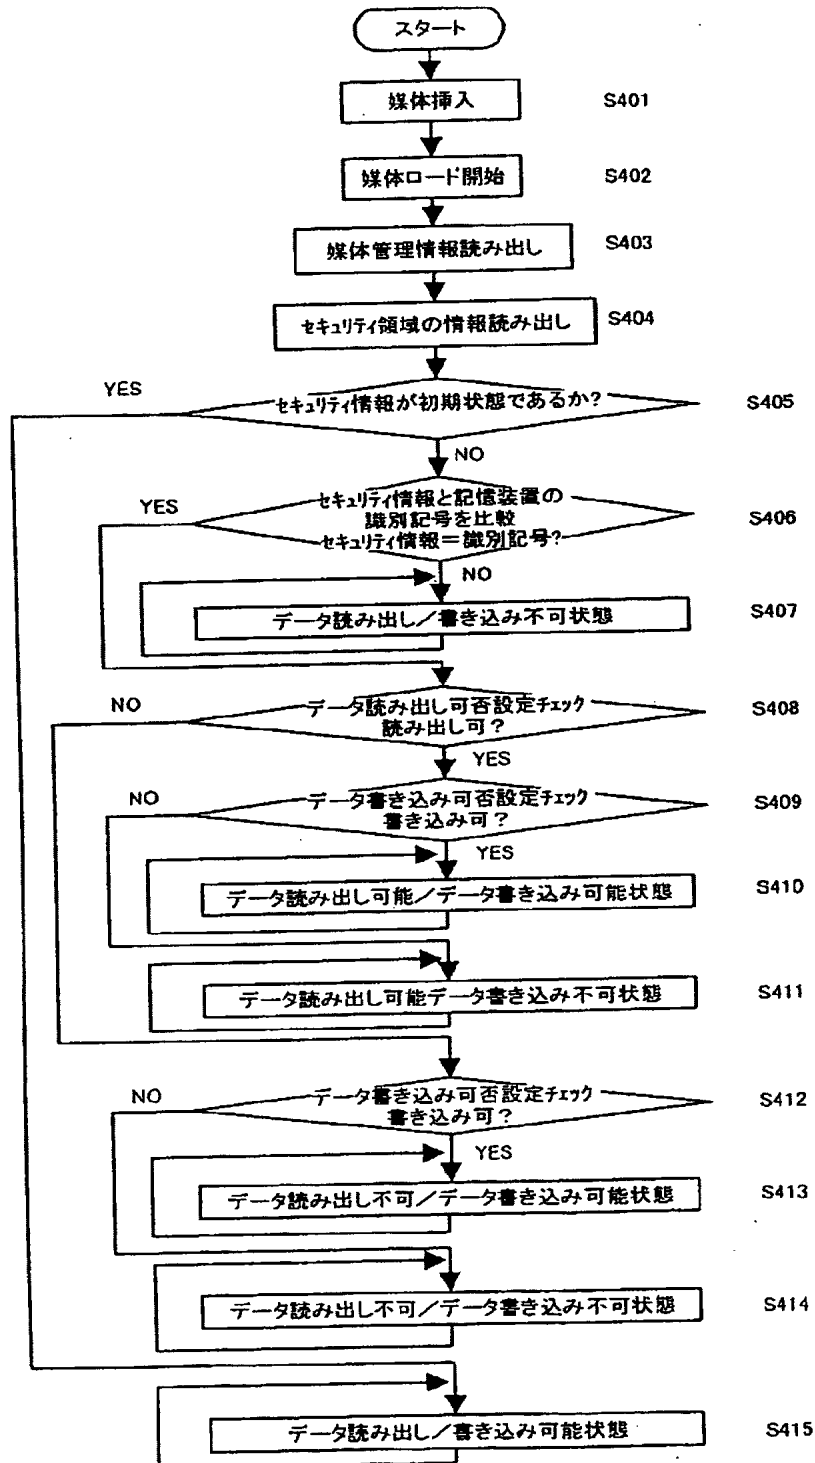 スタート
媒体挿入 S401
媒体ロード開始 S402
媒体管理情報読み出し S403
セキュリティ領域の情報読み出し S404
YES
セキュリティ情報が初期状態であるか? S405
NO
YES
セキュリティ情報と記憶装置の
識別記号を比較
セキュリティ情報=識別記号?
S406
NO
データ読み出し/書き込み不可状態 S407
NO
データ読み出し可否設定チェック
読み出し可?
S408
YES
NO
データ書き込み可否設定チェック
書き込み可?
S409
YES
データ読み出し可能/データ書き込み可能状態 S410
データ読み出し可能データ書き込み不可状態 S411
NO
データ書き込み可否設定チェック
書き込み可?
S412
YES
データ読み出し不可/データ書き込み可能状態 S413
データ読み出し不可/データ書き込み不可状態 S414
データ読み出し/書き込み可能状態 S415